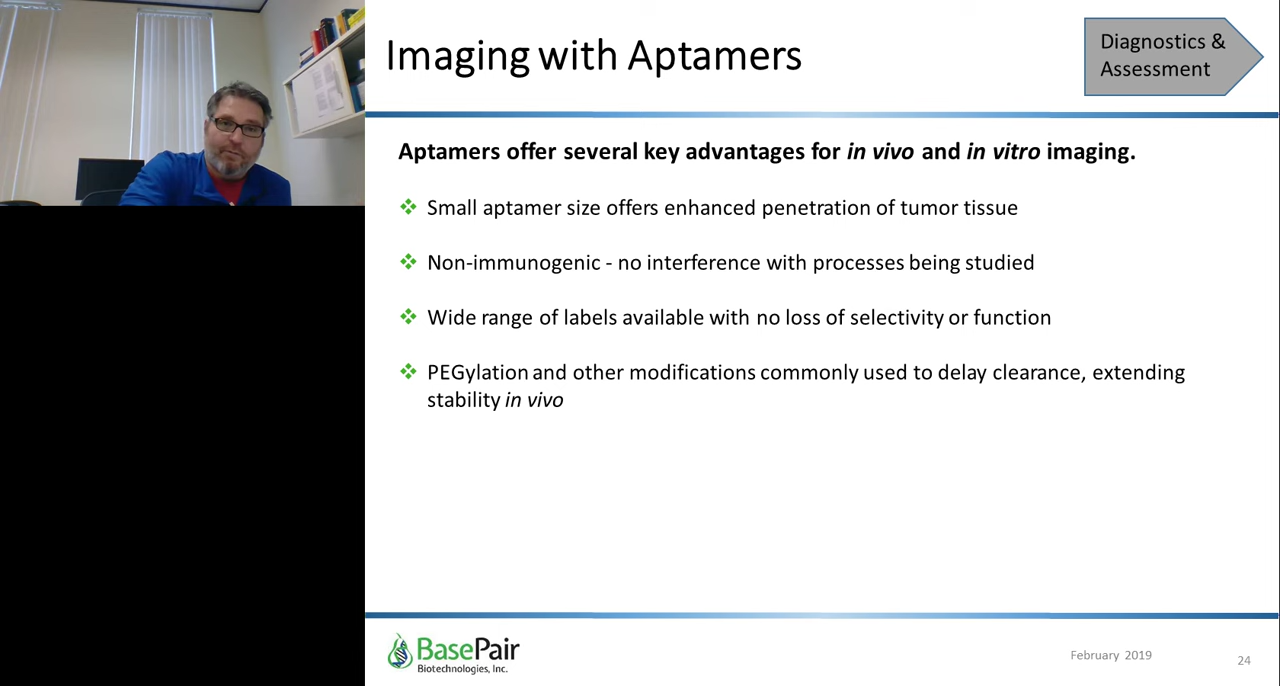 Imaging with Aptamers
Diagnostics &
Assessment
Aptamers offer several key advantages for in vivo and in vitro imaging.
Small aptamer size offers enhanced penetration of tumor tissue
Non-immunogenic - no interference with processes being studied
Wide range of labels available with no loss of selectivity or function
PEGylation and other modifications commonly used to delay clearance, extending
stability in vivo
BasePair
Biotechnologies, Inc.
February 2019
24